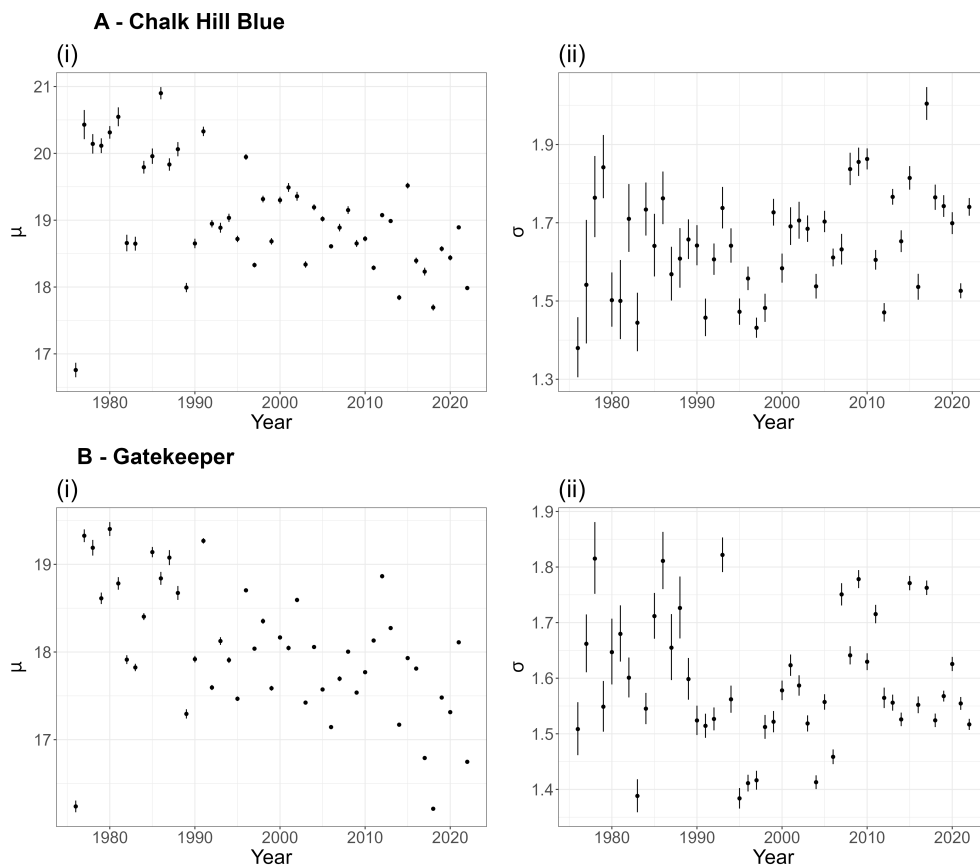 A - Chalk Hill Blue
(i)
(ii)
21
20
19
18
17
μ
1980
1990
2000
2010
2020
Year
1.9
1.7
1.5
1.3
σ
1980
1990
2000
2010
2020
Year
B - Gatekeeper
(i)
(ii)
19
18
17
μ
1980
1990
2000
2010
2020
Year
1.9
1.8
1.7
1.6
1.5
1.4
σ
1980
1990
2000
2010
2020
Year